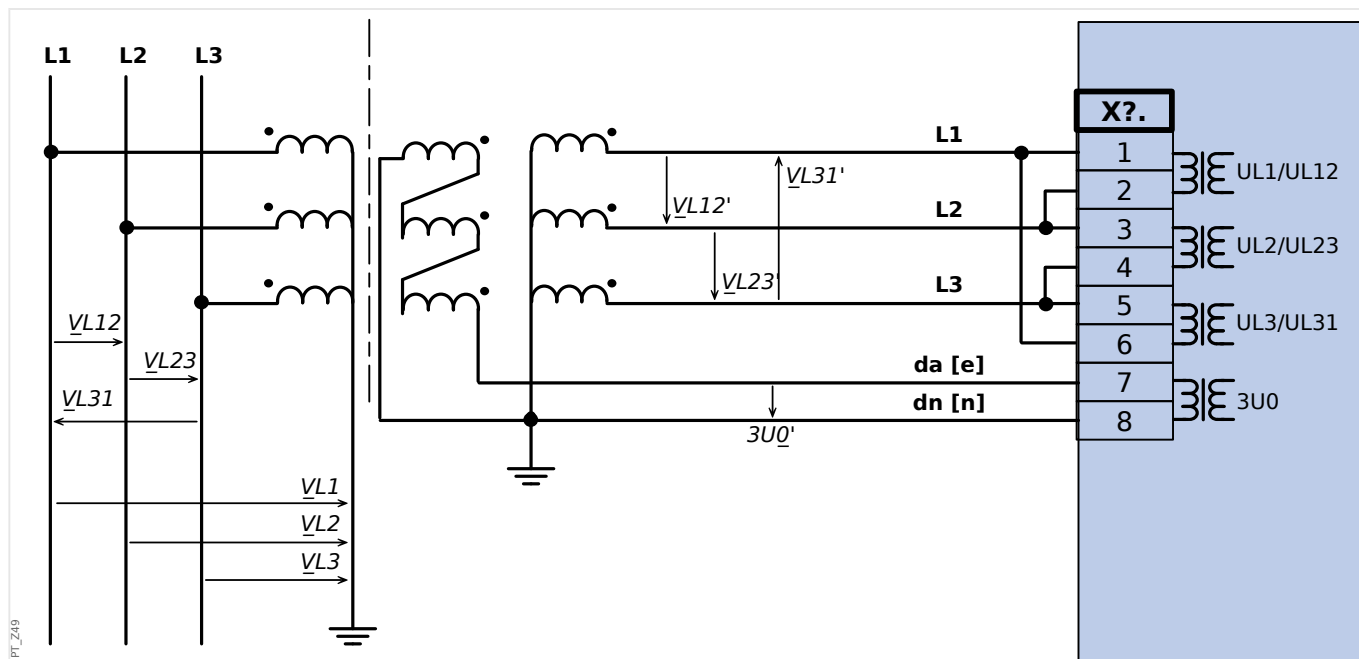 L1 L2 L3
X?.
L1
1
UL1/UL12
VL31'
2
VL12'
L2
3
UL2/UL23
4
VL23'
L3
5
UL3/UL31
VL12
6
VL23
da [e]
7
3U0
VL31
dn [n]
8
3U0'
VL1
VL2
VL3
PT_Z49